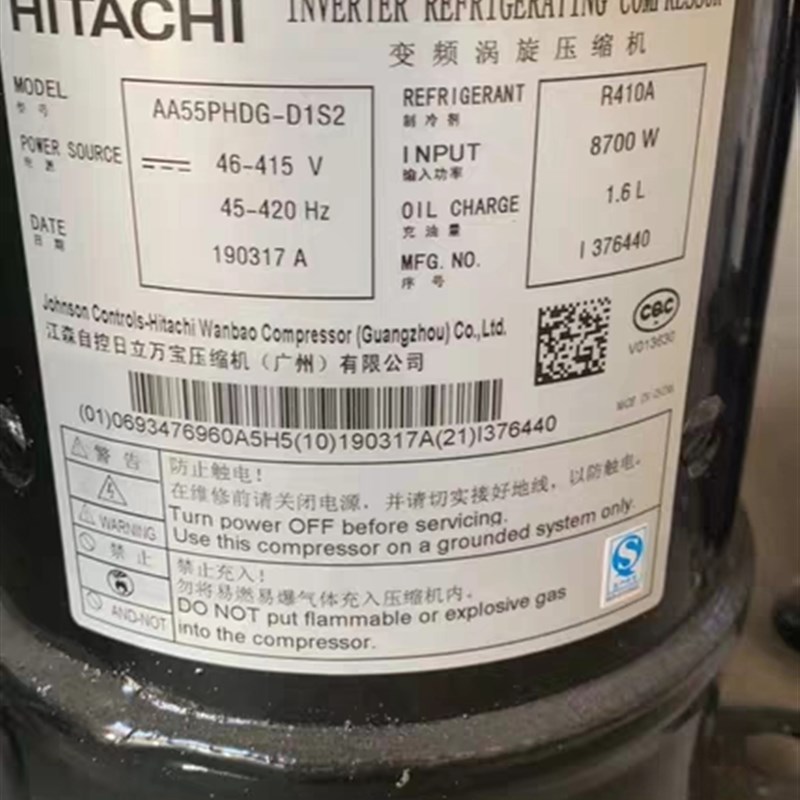 HITACHI
INVERTER REFRIGERATING COMPRESSOR
变频涡旋压缩机
MODEL
型号
AA55PHDG-D1S2
POWER SOURCE
电源
46-415 V
45-420 Hz
DATE
日期
190317 A
REFRIGERANT
制冷剂
R410A
INPUT
输入功率
8700 W
OIL CHARGE
充油量
1.6 L
MFG. NO.
序号
I 376440
Johnson Controls-Hitachi Wanbao Compressor (Guangzhou) Co.,Ltd.
江森自控日立万宝压缩机（广州）有限公司
CQC
V013630
MADE IN CHINA
(01)0693476960A5H5(10)190317A(21)I376440
警告
WARNING
防止触电！
在维修前请关闭电源，并请切实接好地线，以防触电。
Turn power OFF before servicing.
Use this compressor on a grounded system only.
禁止
AND-NOT
禁止充入！
勿将易燃易爆气体充入压缩机内。
DO NOT put flammable or explosive gas
into the compressor.